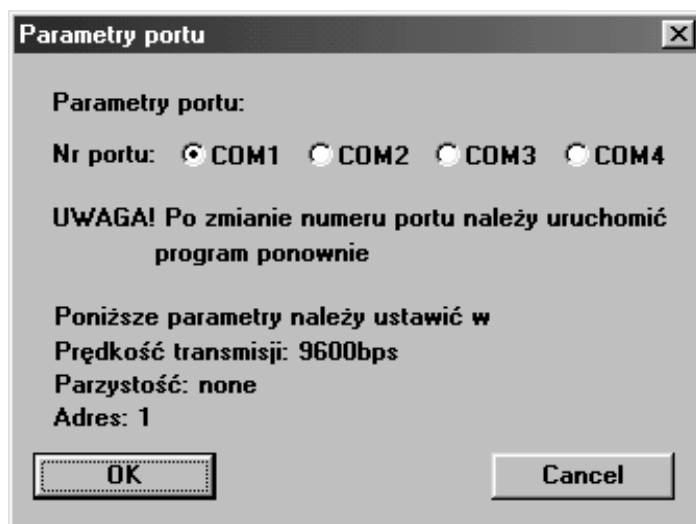 Parametry portu
Parametry portu:
Nr portu: COM1 COM2 COM3 COM4
UWAGA! Po zmianie numeru portu należy uruchomić
program ponownie
Poniższe parametry należy ustawić w
Prędkość transmisji: 9600bps
Parzystość: none
Adres: 1
OK Cancel